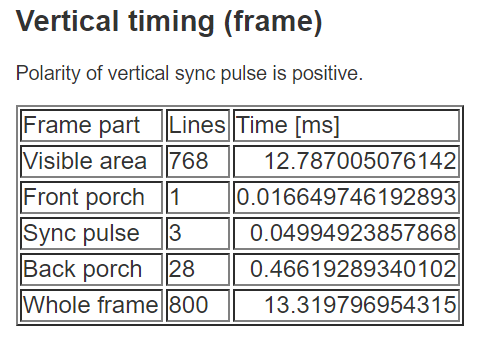 Vertical timing (frame)
Polarity of vertical sync pulse is positive.
Frame part Lines Time [ms]
Visible area 768 12.787005076142
Front porch 1 0.016649746192893
Sync pulse 3 0.04994923857868
Back porch 28 0.46619289340102
Whole frame 800 13.319796954315